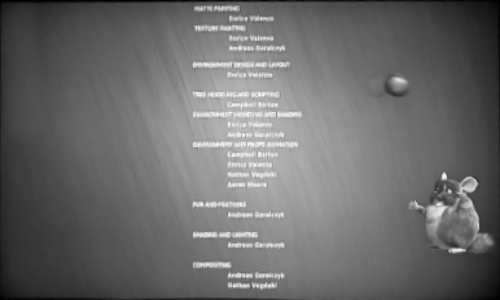 MATTE PAINTING
Enrico Valenza
TEXTURE PAINTING
Enrico Valenza
Andreas Goralczyk
ENVIRONMENT DESIGN AND LAYOUT
Enrico Valenza
TREE MODELING AND SCRIPTING
Campbell Barton
ENVIRONMENT MODELING AND SHADING
Enrico Valenza
Andreas Goralczyk
ENVIRONMENT AND PROPS ANIMATION
Campbell Barton
Enrico Valenza
Nathan Vegdahl
FUR AND FEATHERS
Andreas Goralczyk
SHADING AND LIGHTING
Andreas Goralczyk
COMPOSITING
Andreas Goralczyk
Nathan Vegdahl